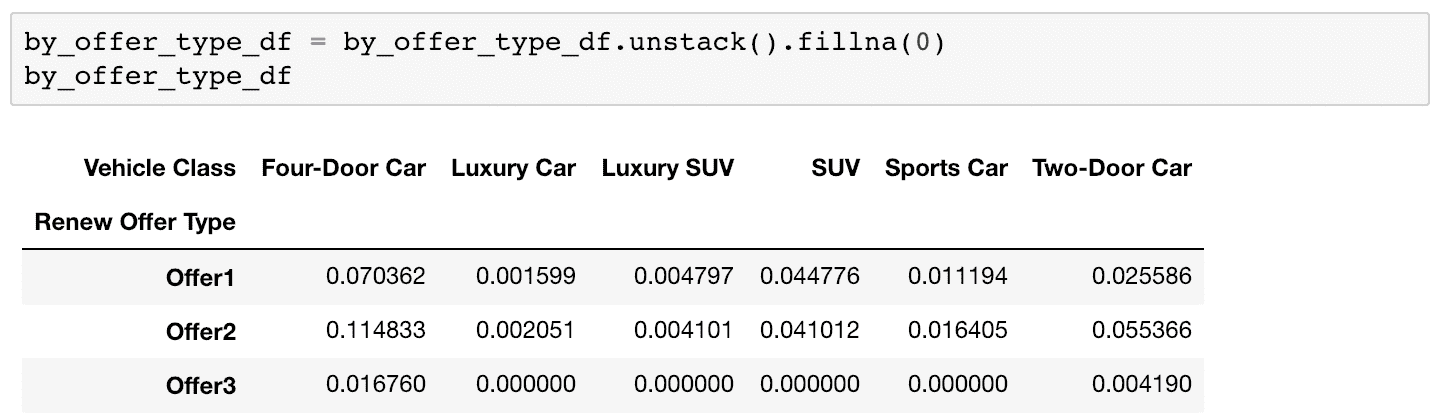 by_offer_type_df = by_offer_type_df.unstack().fillna(0)
by_offer_type_df
Vehicle Class Four-Door Car Luxury Car Luxury SUV SUV Sports Car Two-Door Car
Renew Offer Type
Offer1 0.070362 0.001599 0.004797 0.044776 0.011194 0.025586
Offer2 0.114833 0.002051 0.004101 0.041012 0.016405 0.055366
Offer3 0.016760 0.000000 0.000000 0.000000 0.000000 0.004190